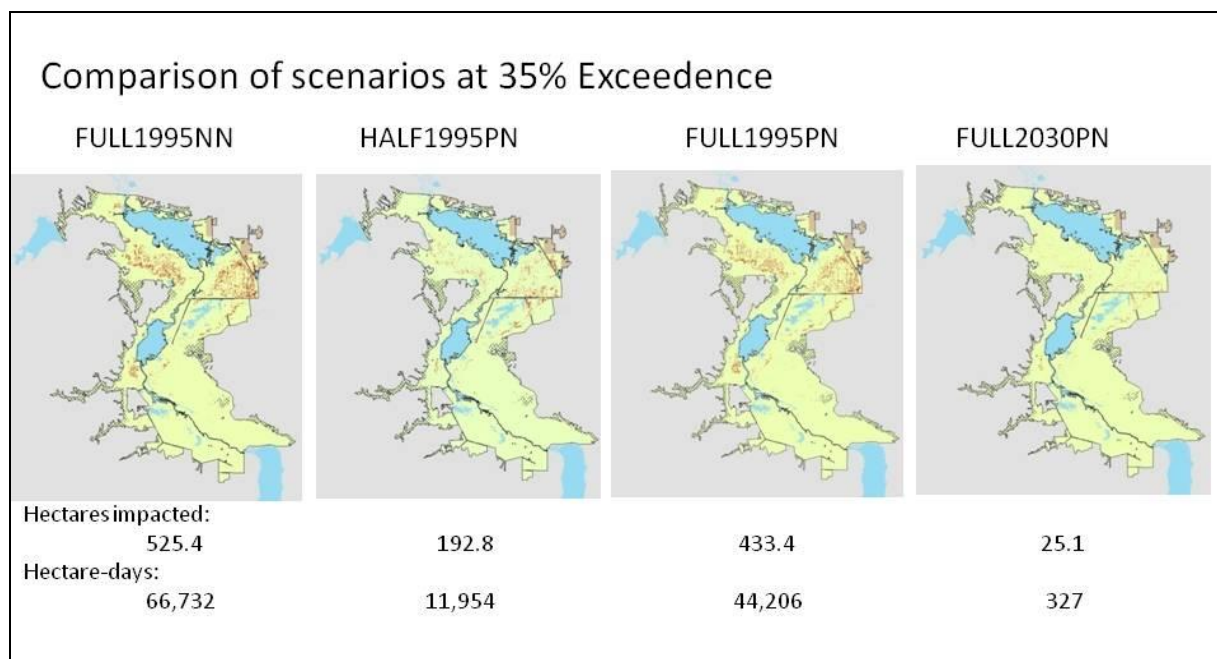 Comparison of scenarios at 35% Exceedence
FULL1995NN HALF1995PN FULL1995PN FULL2030PN
Hectares impacted:
525.4 192.8 433.4 25.1
Hectare-days:
66,732 11,954 44,206 327